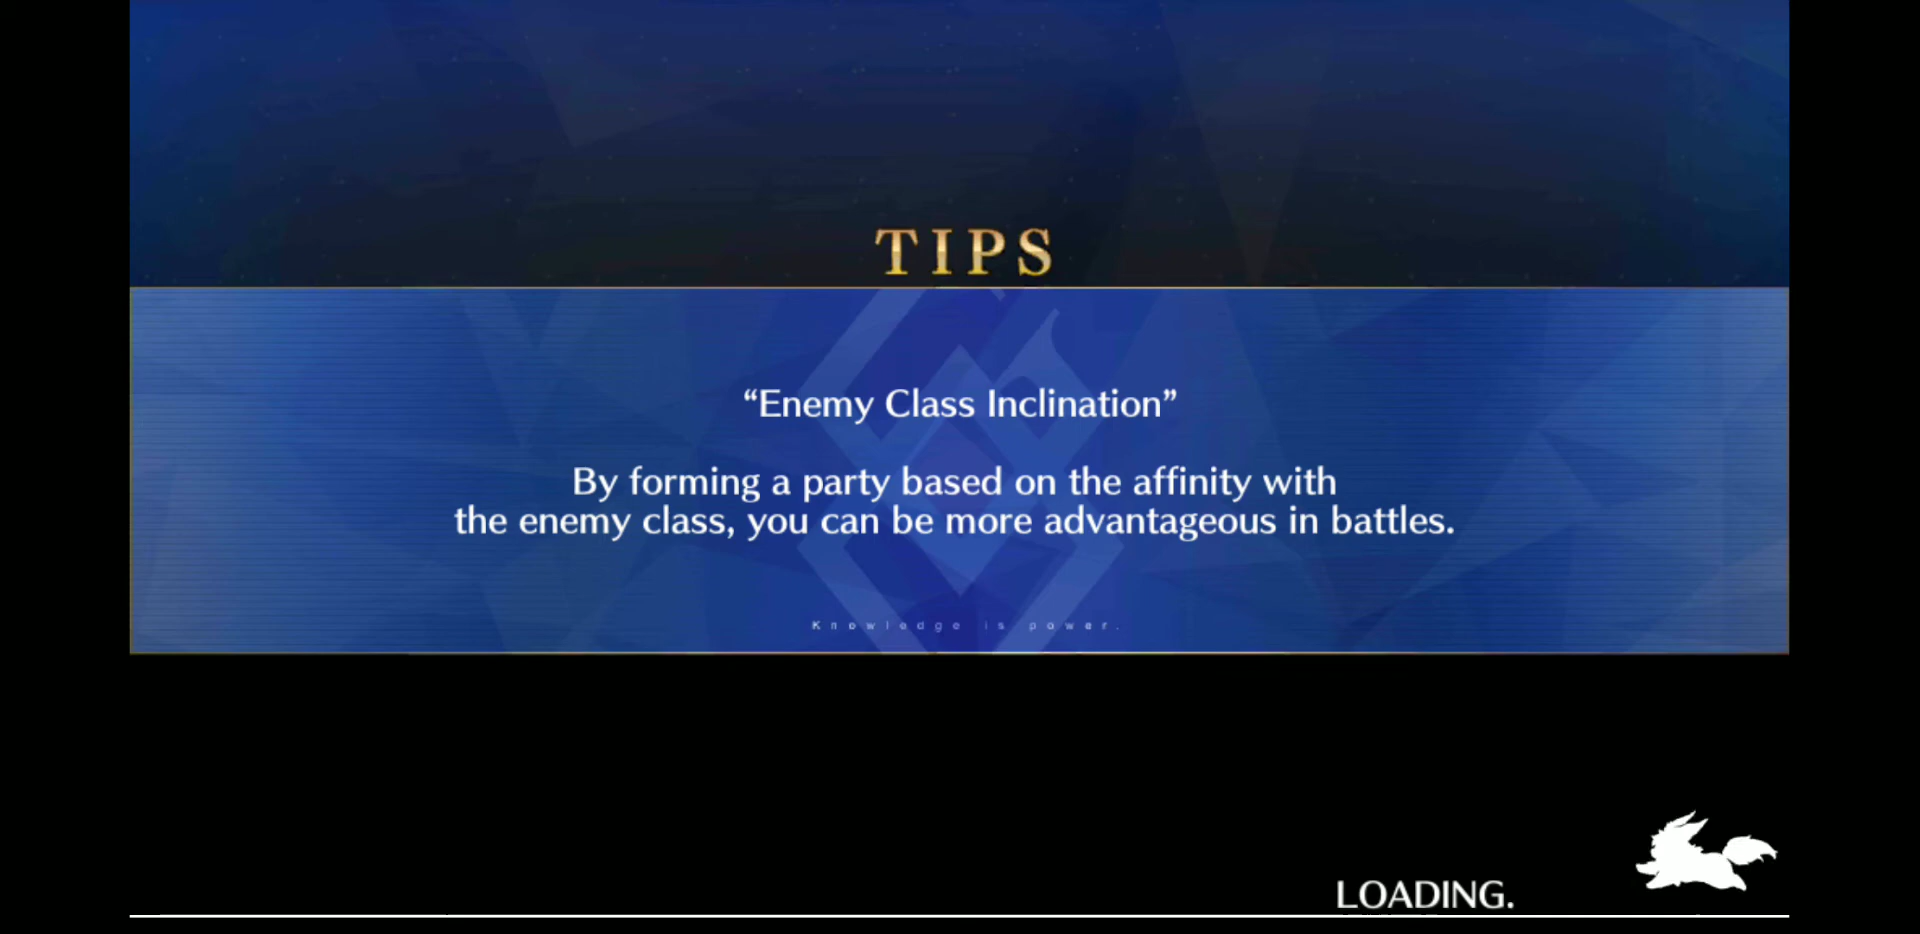 TIPS
“Enemy Class Inclination”
By forming a party based on the affinity with
the enemy class, you can be more advantageous in battles.
Knowledge is power.
LOADING.